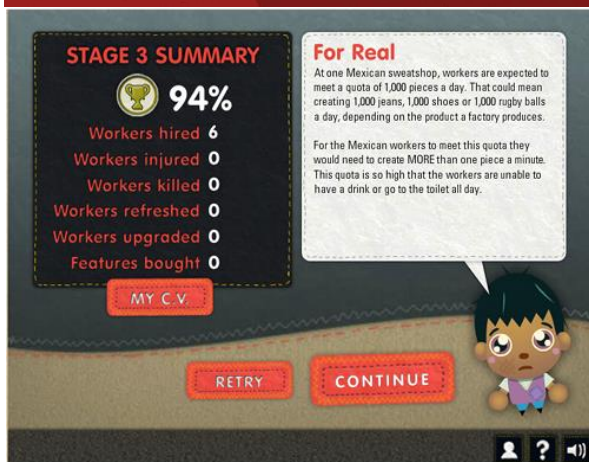 STAGE 3 SUMMARY
94%
Workers hired 6
Workers injured 0
Workers killed 0
Workers refreshed 0
Workers upgraded 0
Features bought 0
MY C.V.
For Real
At one Mexican sweatshop, workers are expected to
meet a quota of 1,000 pieces a day. That could mean
creating 1,000 jeans, 1,000 shoes or 1,000 rugby balls
a day, depending on the product a factory produces.
For the Mexican workers to meet this quota they
would need to create MORE than one piece a minute.
This quota is so high that the workers are unable to
have a drink or go to the toilet all day.
RETRY
CONTINUE
?